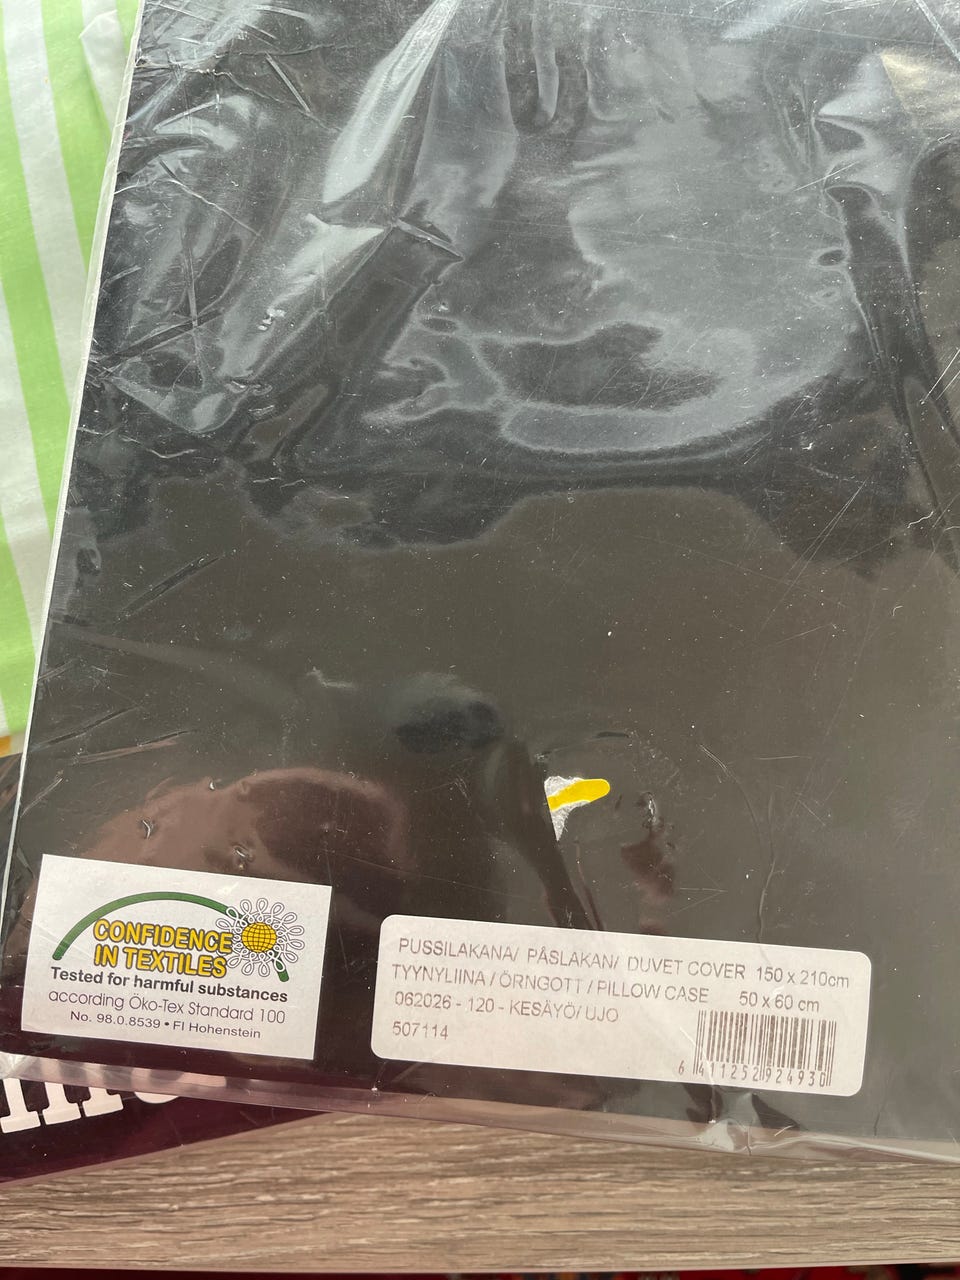 CONFIDENCE
IN TEXTILES
Tested for harmful substances
according Öko-Tex Standard 100
No. 98.0.8539 • FI Hohenstein
PUSSILAKANA/ PÅSLAKAN/ DUVET COVER 150 x 210cm
TYYNYLIINA / ÖRNGOTT / PILLOW CASE 50 x 60 cm
062026 - 120 - KESÄYÖ/ UJO
507114
6 411252 924930